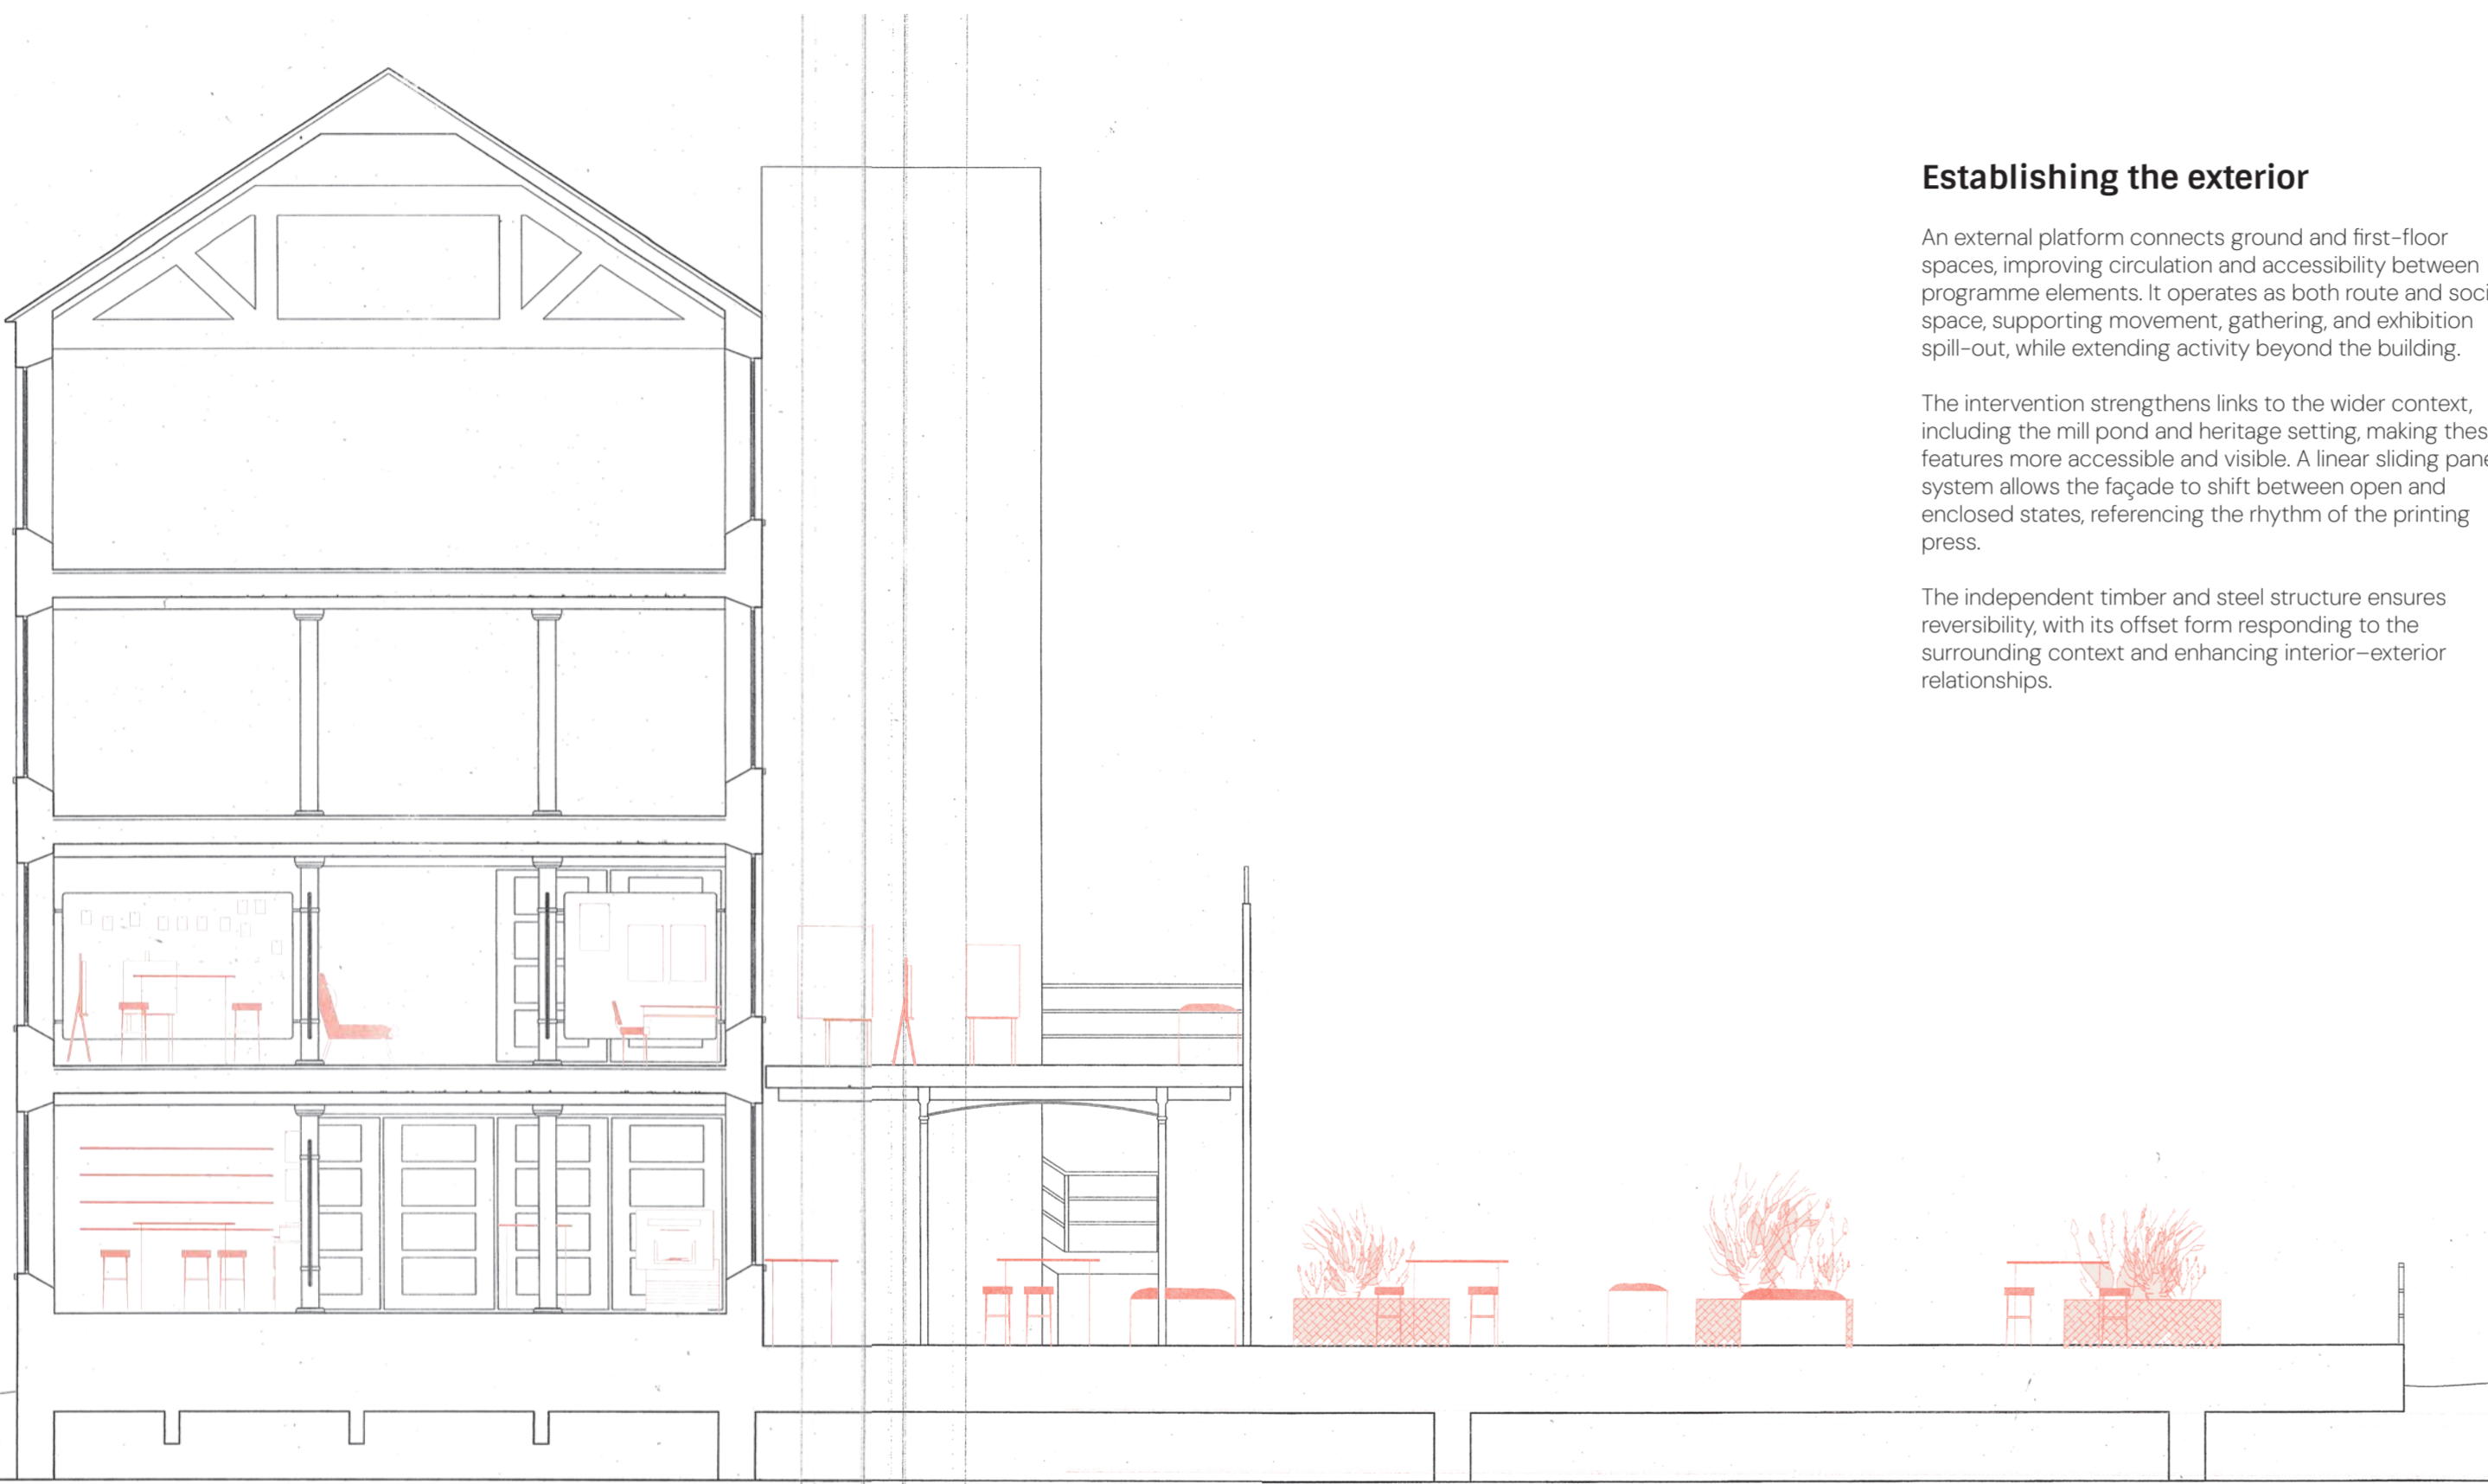 Establishing the exterior
An external platform connects ground and first-floor
spaces, improving circulation and accessibility between
programme elements. It operates as both route and soci
space, supporting movement, gathering, and exhibition
spill-out, while extending activity beyond the building.
The intervention strengthens links to the wider context,
including the mill pond and heritage setting, making thes
features more accessible and visible. A linear sliding pane
system allows the façade to shift between open and
enclosed states, referencing the rhythm of the printing
press.
The independent timber and steel structure ensures
reversibility, with its offset form responding to the
surrounding context and enhancing interior–exterior
relationships.